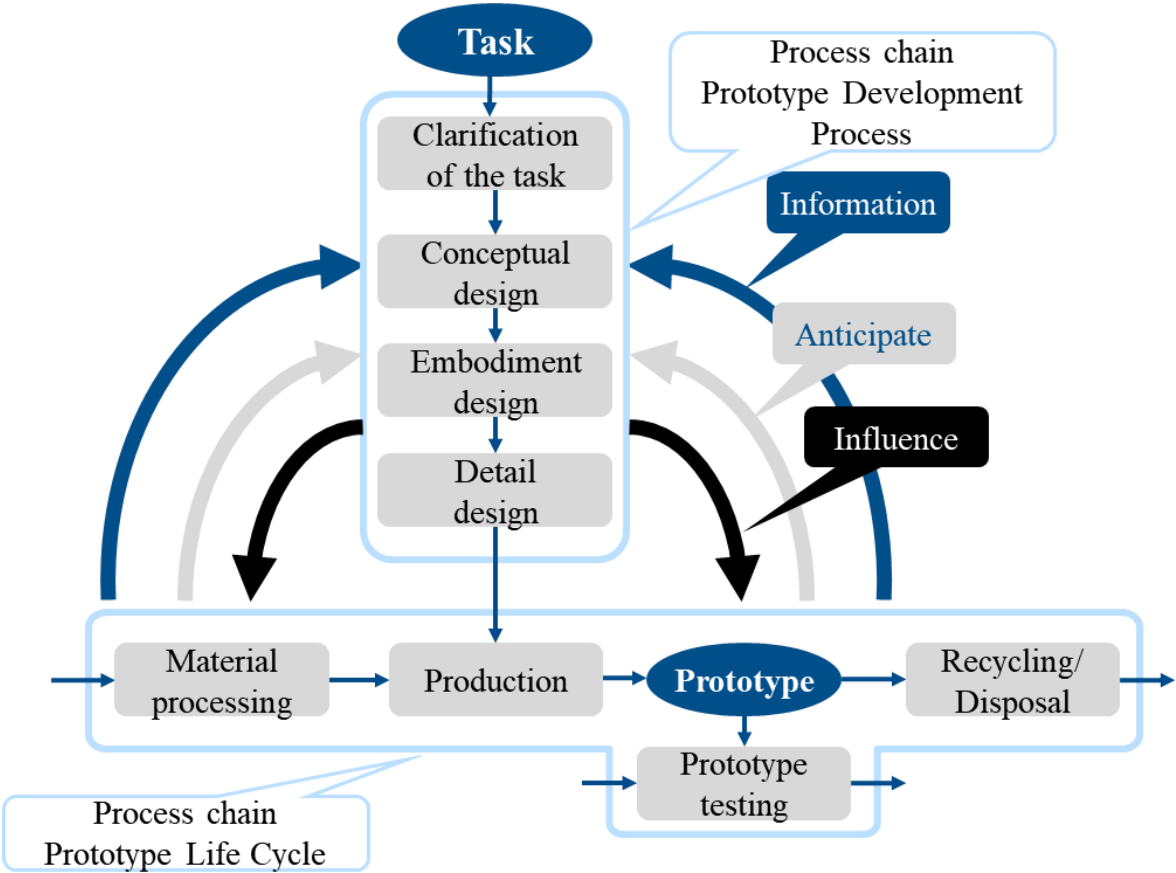 Task
Process chain
Prototype Development
Process
Clarification
of the task
Information
Conceptual
design
Anticipate
Embodiment
design
Influence
Detail
design
Material
processing
Production
Prototype
Recycling/
Disposal
Prototype
testing
Process chain
Prototype Life Cycle